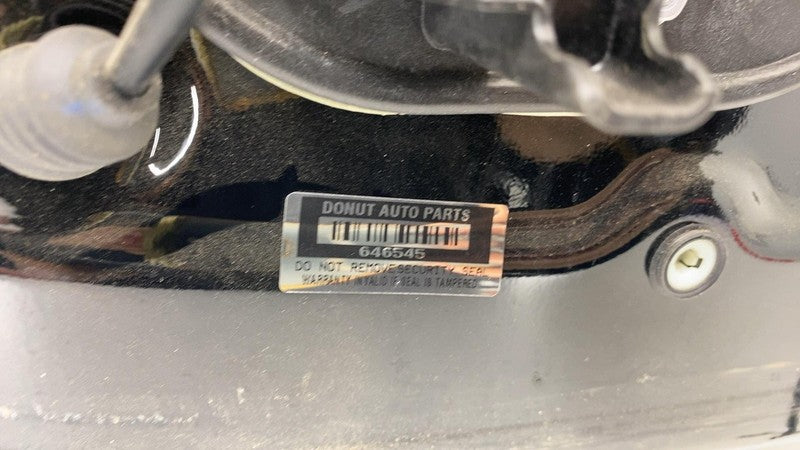 DONUT AUTO PARTS
646545
DO NOT REMOVE SECURITY SEAL
WARRANTY INVALID IF SEAL IS TAMPERED